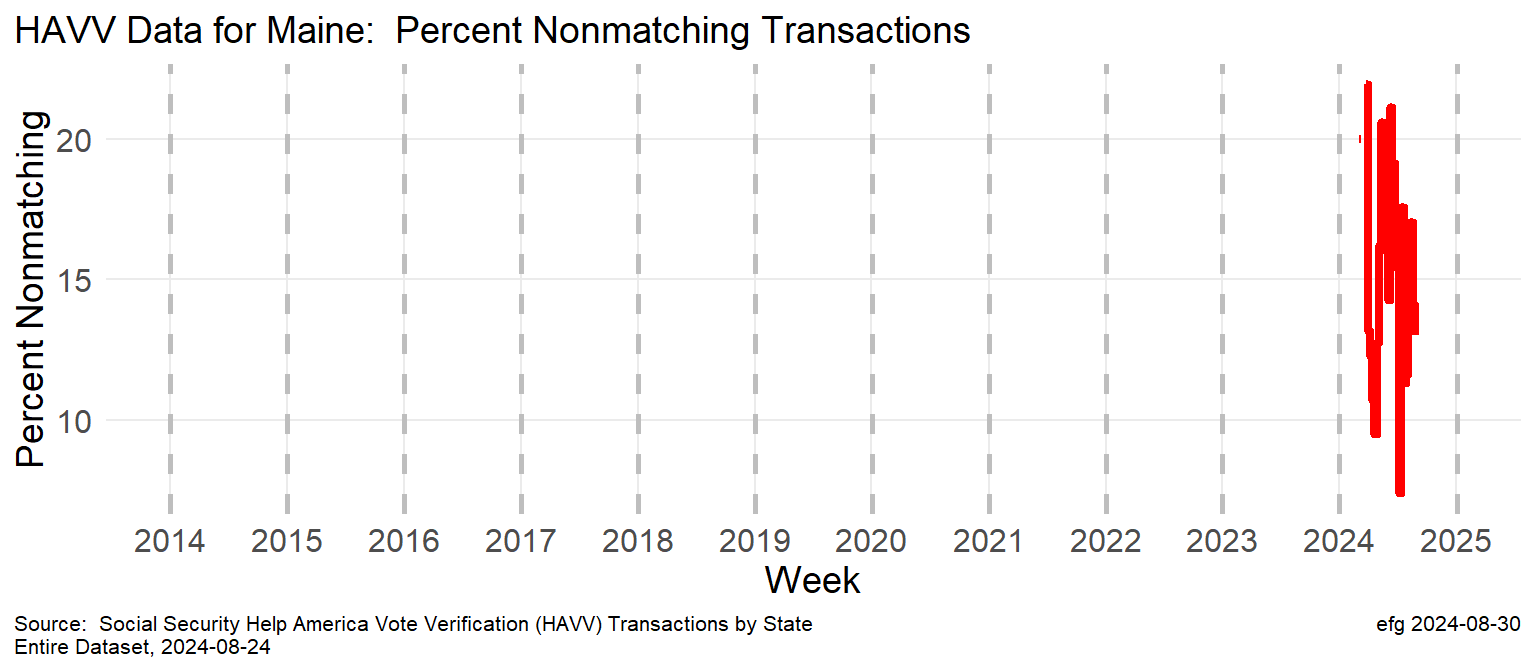 HAVV Data for Maine:  Percent Nonmatching Transactions
Percent Nonmatching
20
15
10
2014 2015 2016 2017 2018 2019 2020 2021 2022 2023 2024 2025
Week
Source:  Social Security Help America Vote Verification (HAVV) Transactions by State
Entire Dataset, 2024-08-24
efg 2024-08-30